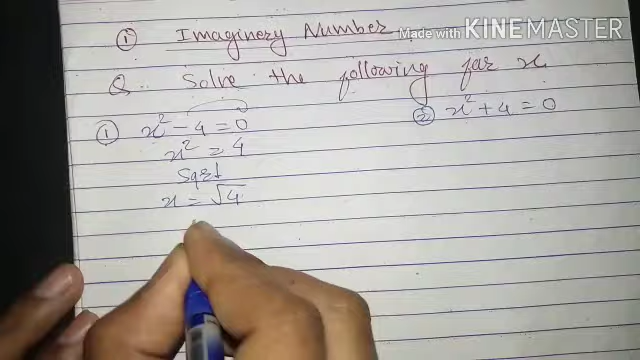 ① Imaginery Number
Made with KINEMASTER
Q. Solve the following for x
① x² - 4 = 0
x² = 4
Sqrt
x = √4
② x² + 4 = 0